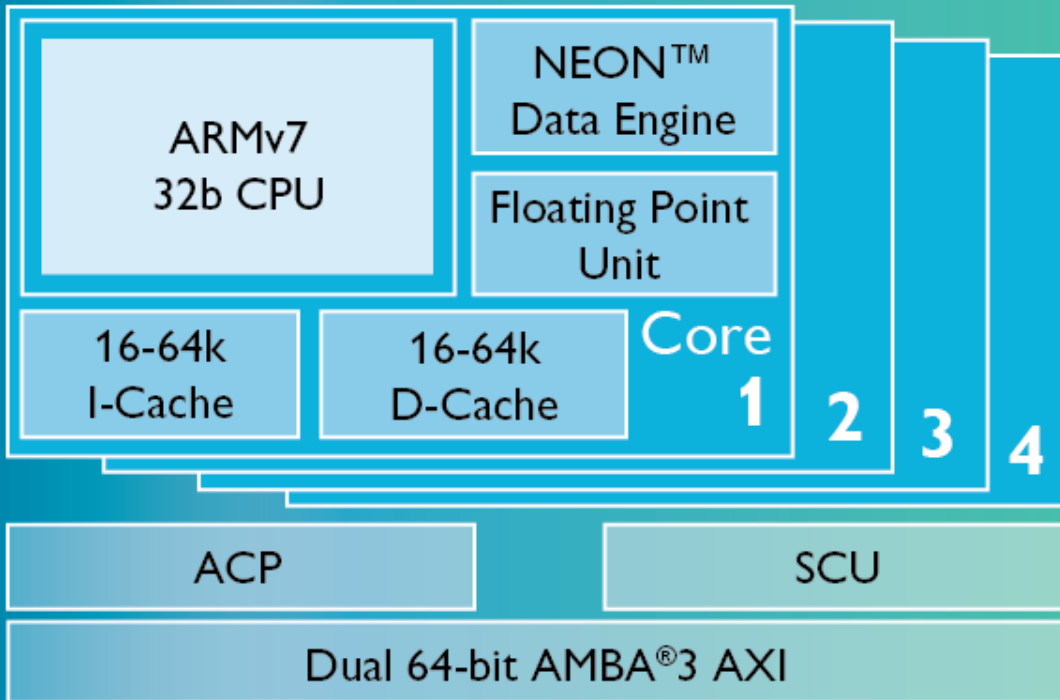 ARMv7
32b CPU
NEON™
Data Engine
Floating Point
Unit
16-64k
I-Cache
16-64k
D-Cache
Core
1
2
3
4
ACP
SCU
Dual 64-bit AMBA®3 AXI